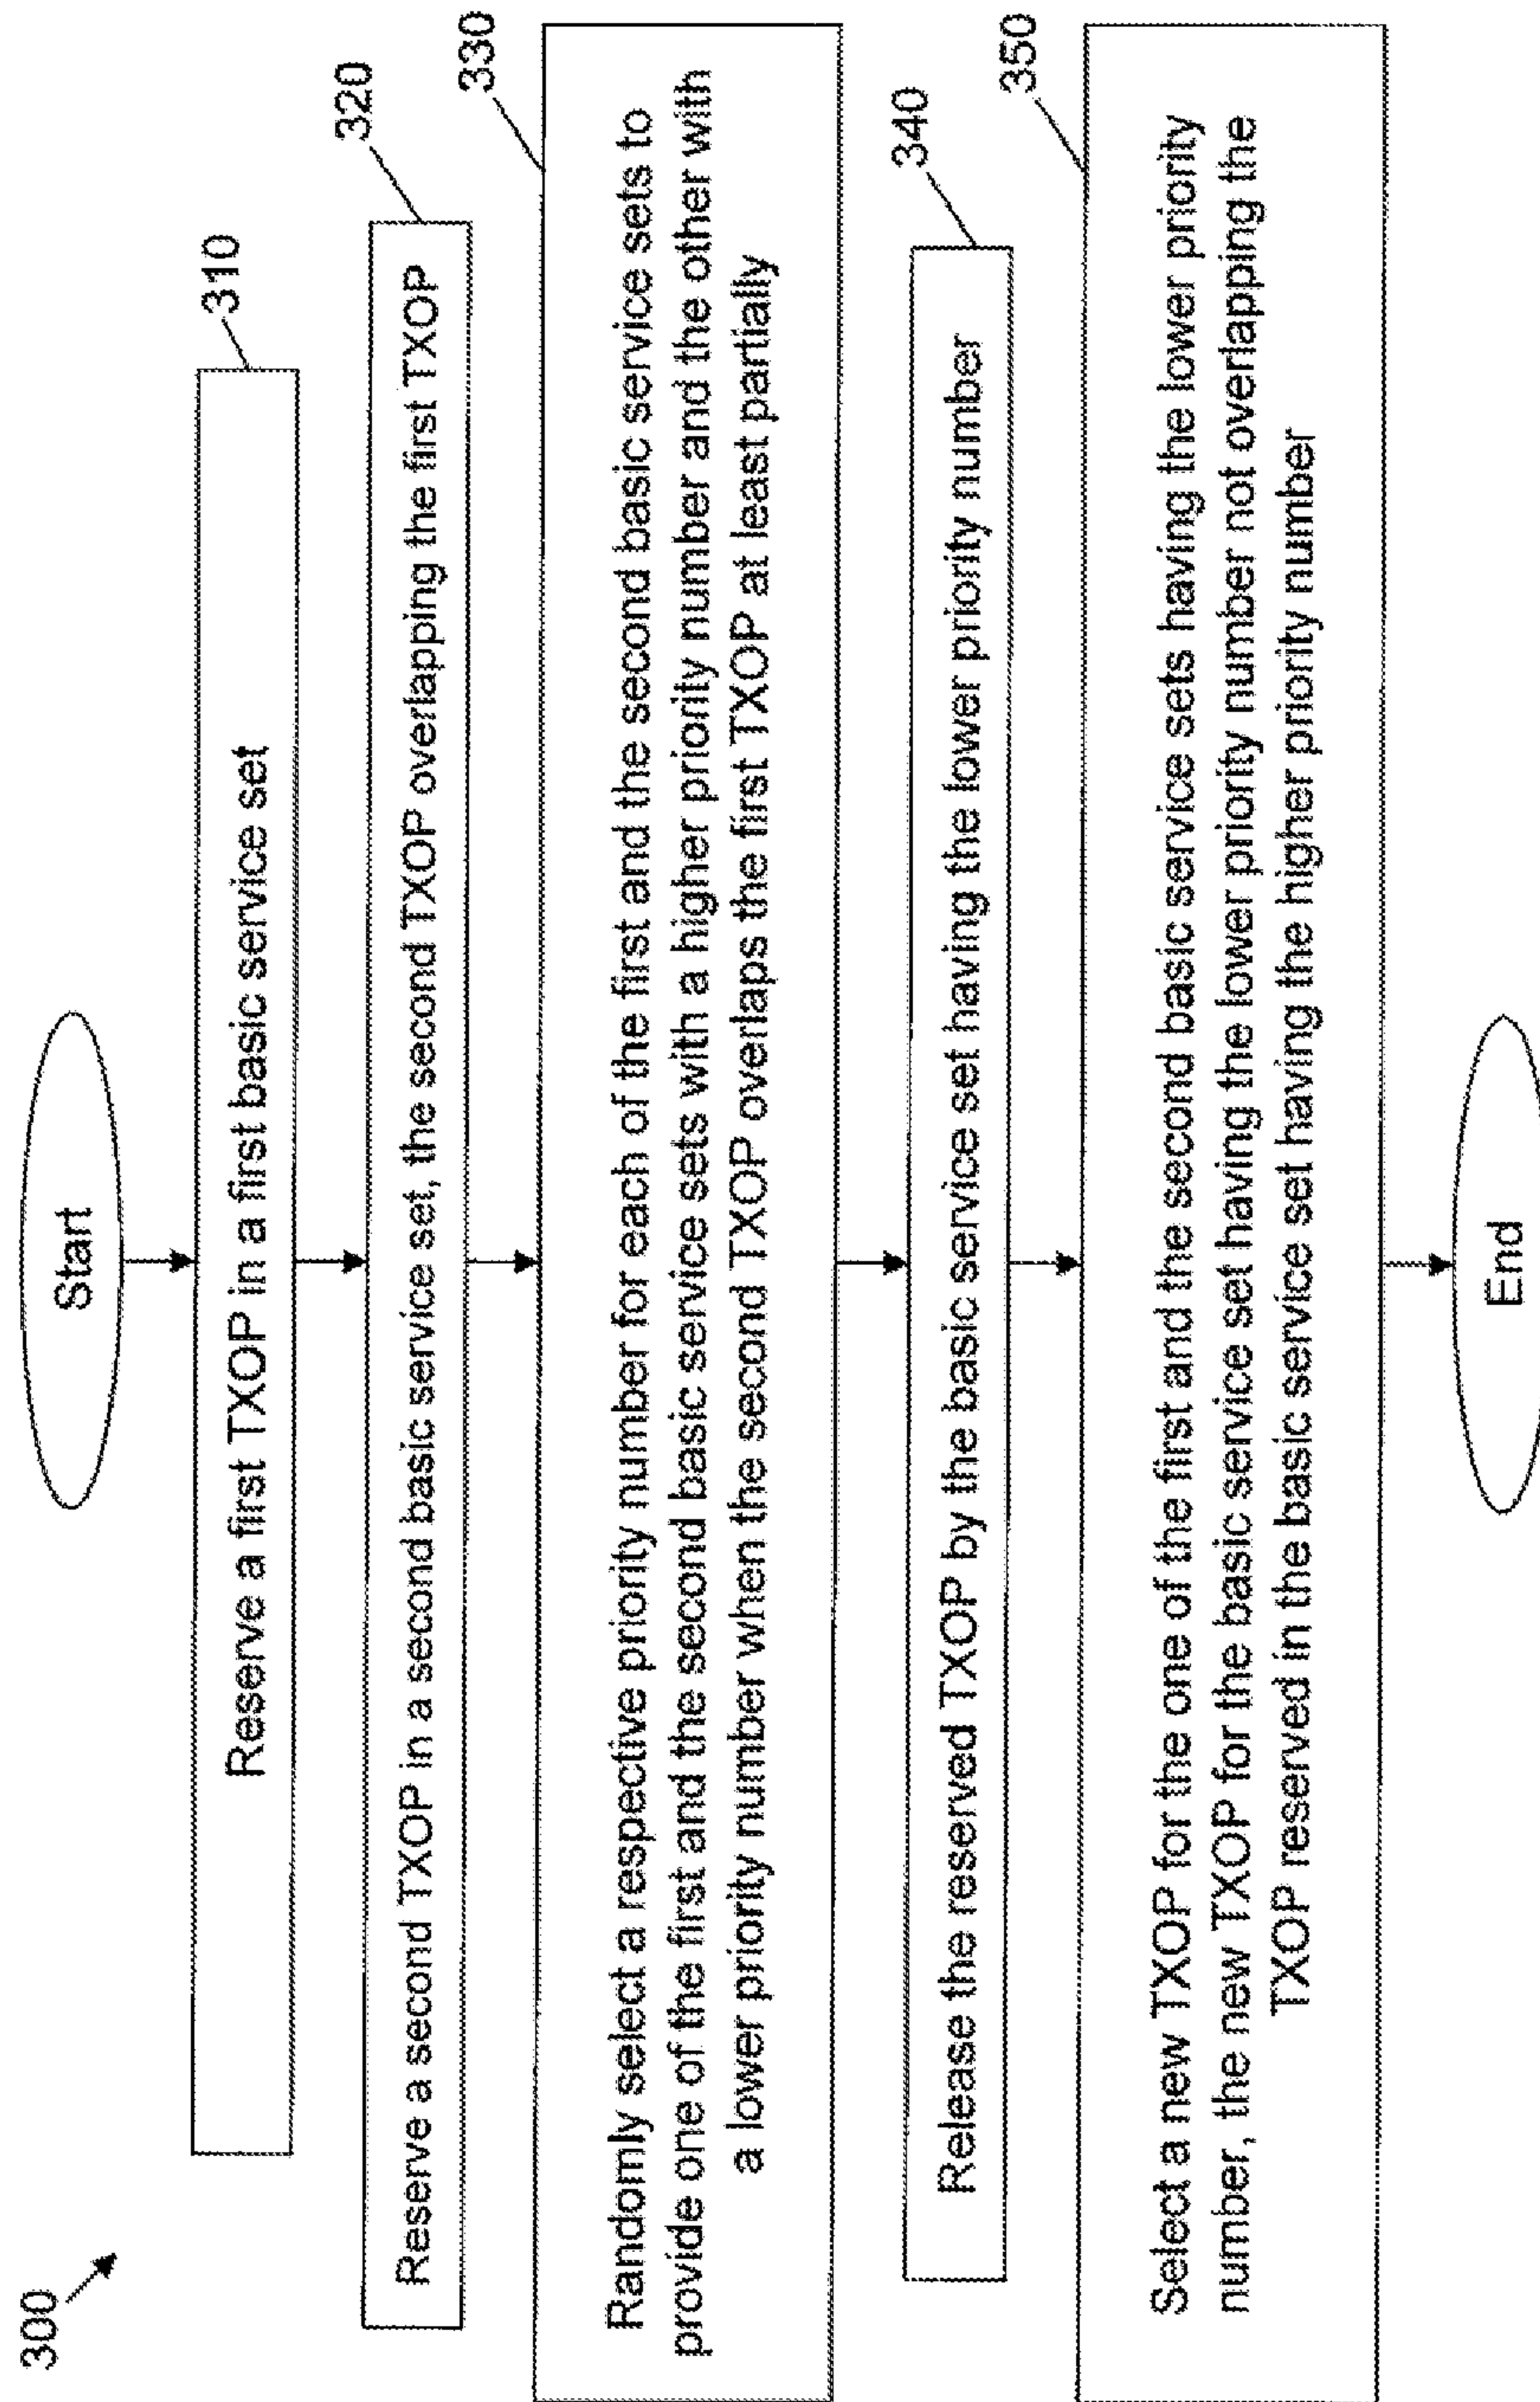 300
Start
310
Reserve a first TXOP in a first basic service set
320
Reserve a second TXOP in a second basic service set, the second TXOP overlapping the first TXOP
330
Randomly select a respective priority number for each of the first and the second basic service sets to
provide one of the first and the second basic service sets with a higher priority number and the other with
a lower priority number when the second TXOP overlaps the first TXOP at least partially
340
Release the reserved TXOP by the basic service set having the lower priority number
350
Select a new TXOP for the one of the first and the second basic service sets having the lower priority
number, the new TXOP for the basic service set having the lower priority number not overlapping the
TXOP reserved in the basic service set having the higher priority number
End